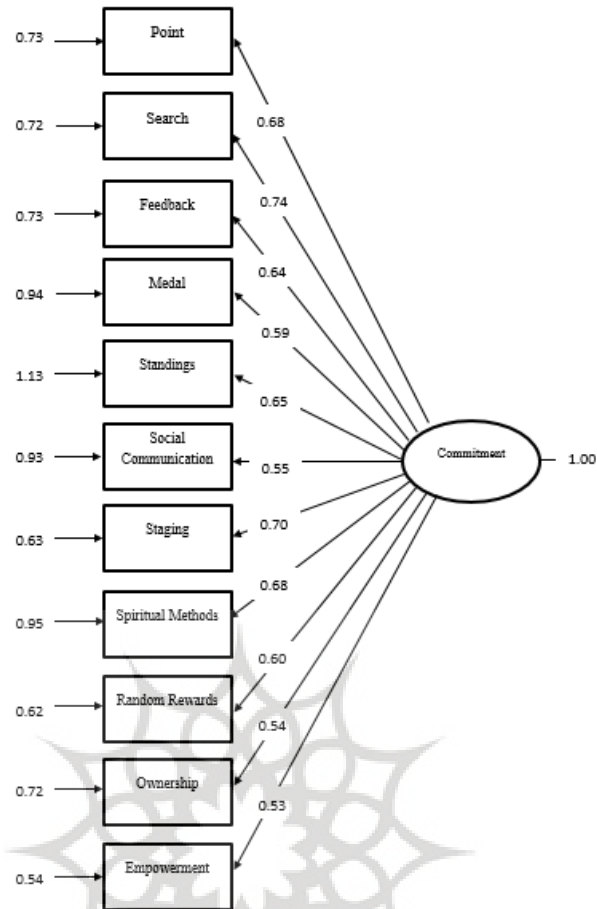 0.73
Point
0.68
0.72
Search
0.74
0.73
Feedback
0.64
0.94
Medal
0.59
1.13
Standings
0.65
0.93
Social
Communication
0.55
Commitment
1.00
0.63
Staging
0.70
0.95
Spiritual Methods
0.68
0.62
Random Rewards
0.60
0.72
Ownership
0.54
0.54
Empowerment
0.53